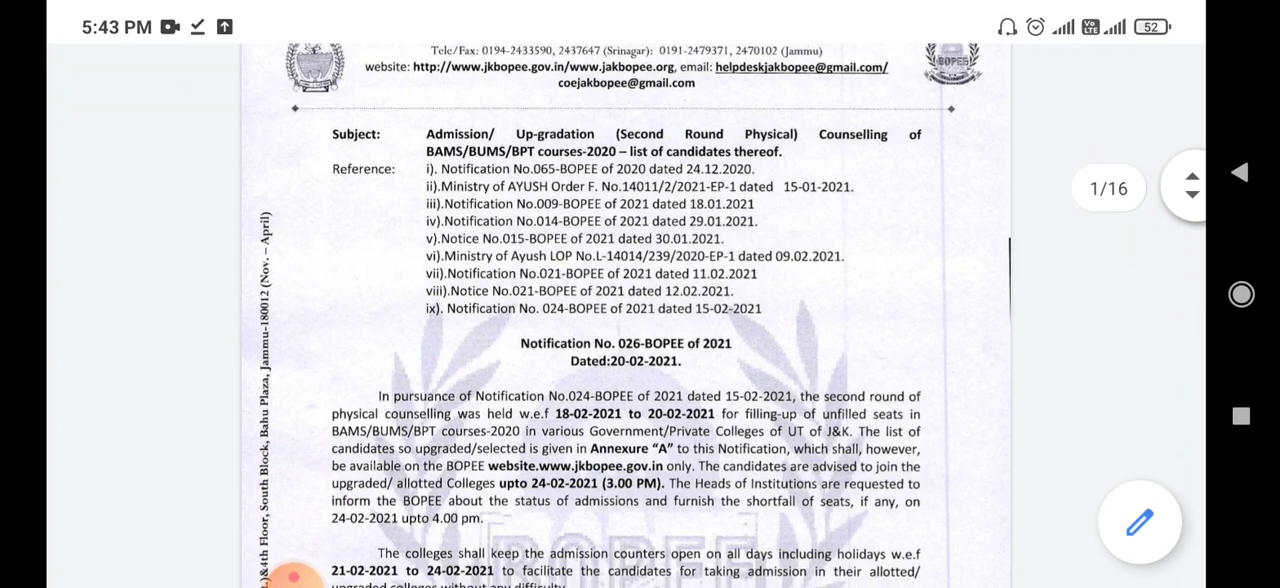 5:43 PM
52
Tele/Fax: 0194-2433590, 2437647 (Srinagar): 0191-2479371, 2470102 (Jammu)
website: http://www.jkbopee.gov.in/www.jakbopee.org, email: helpdeskjakbopee@gmail.com/
coejakbopee@gmail.com
BOPEE
Subject: Admission/ Up-gradation (Second Round Physical) Counselling of
BAMS/BUMS/BPT courses-2020 – list of candidates thereof.
Reference: i). Notification No.065-BOPEE of 2020 dated 24.12.2020.
ii).Ministry of AYUSH Order F. No.14011/2/2021-EP-1 dated 15-01-2021.
iii).Notification No.009-BOPEE of 2021 dated 18.01.2021
iv).Notification No.014-BOPEE of 2021 dated 29.01.2021.
v).Notice No.015-BOPEE of 2021 dated 30.01.2021.
vi).Ministry of Ayush LOP No.L-14014/239/2020-EP-1 dated 09.02.2021.
vii).Notification No.021-BOPEE of 2021 dated 11.02.2021
viii).Notice No.021-BOPEE of 2021 dated 12.02.2021.
ix). Notification No. 024-BOPEE of 2021 dated 15-02-2021
1/16
Notification No. 026-BOPEE of 2021
Dated:20-02-2021.
In pursuance of Notification No.024-BOPEE of 2021 dated 15-02-2021, the second round of
physical counselling was held w.e.f 18-02-2021 to 20-02-2021 for filling-up of unfilled seats in
BAMS/BUMS/BPT courses-2020 in various Government/Private Colleges of UT of J&K. The list of
candidates so upgraded/selected is given in Annexure “A” to this Notification, which shall, however,
be available on the BOPEE website.www.jkbopee.gov.in only. The candidates are advised to join the
upgraded/ allotted Colleges upto 24-02-2021 (3.00 PM). The Heads of Institutions are requested to
inform the BOPEE about the status of admissions and furnish the shortfall of seats, if any, on
24-02-2021 upto 4.00 pm.
The colleges shall keep the admission counters open on all days including holidays w.e.f
21-02-2021 to 24-02-2021 to facilitate the candidates for taking admission in their allotted/
upgraded colleges without any difficulty.
&4th Floor, South Block, Bahu Plaza, Jammu-180012 (Nov. – April)
BOPEE